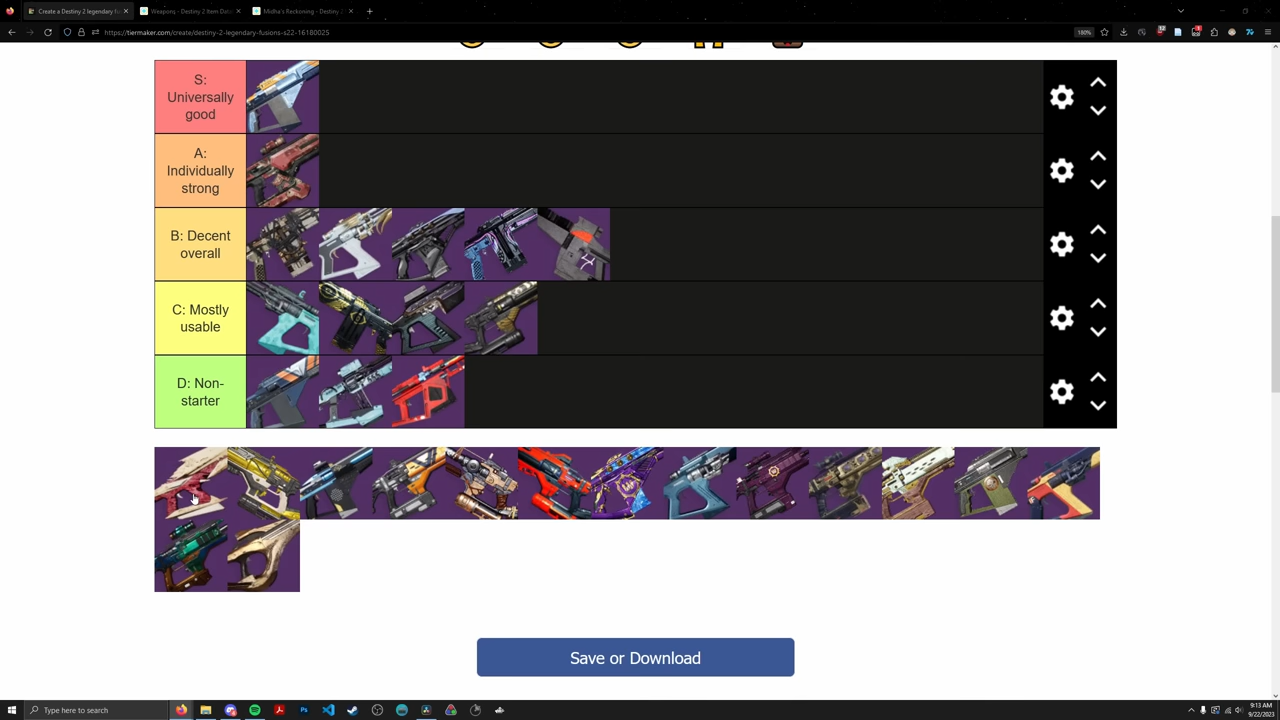 Create a Destiny 2 legendary fu
Weapons - Destiny 2 Item Dat
Midha's Reckoning - Destiny 2
https://tiermaker.com/create/destiny-2-legendary-fusions-s22-16180025
180%
S:
Universally
good
A:
Individually
strong
B: Decent
overall
C: Mostly
usable
D: Non-
starter
Save or Download
Type here to search
9:13 AM
9/22/2023